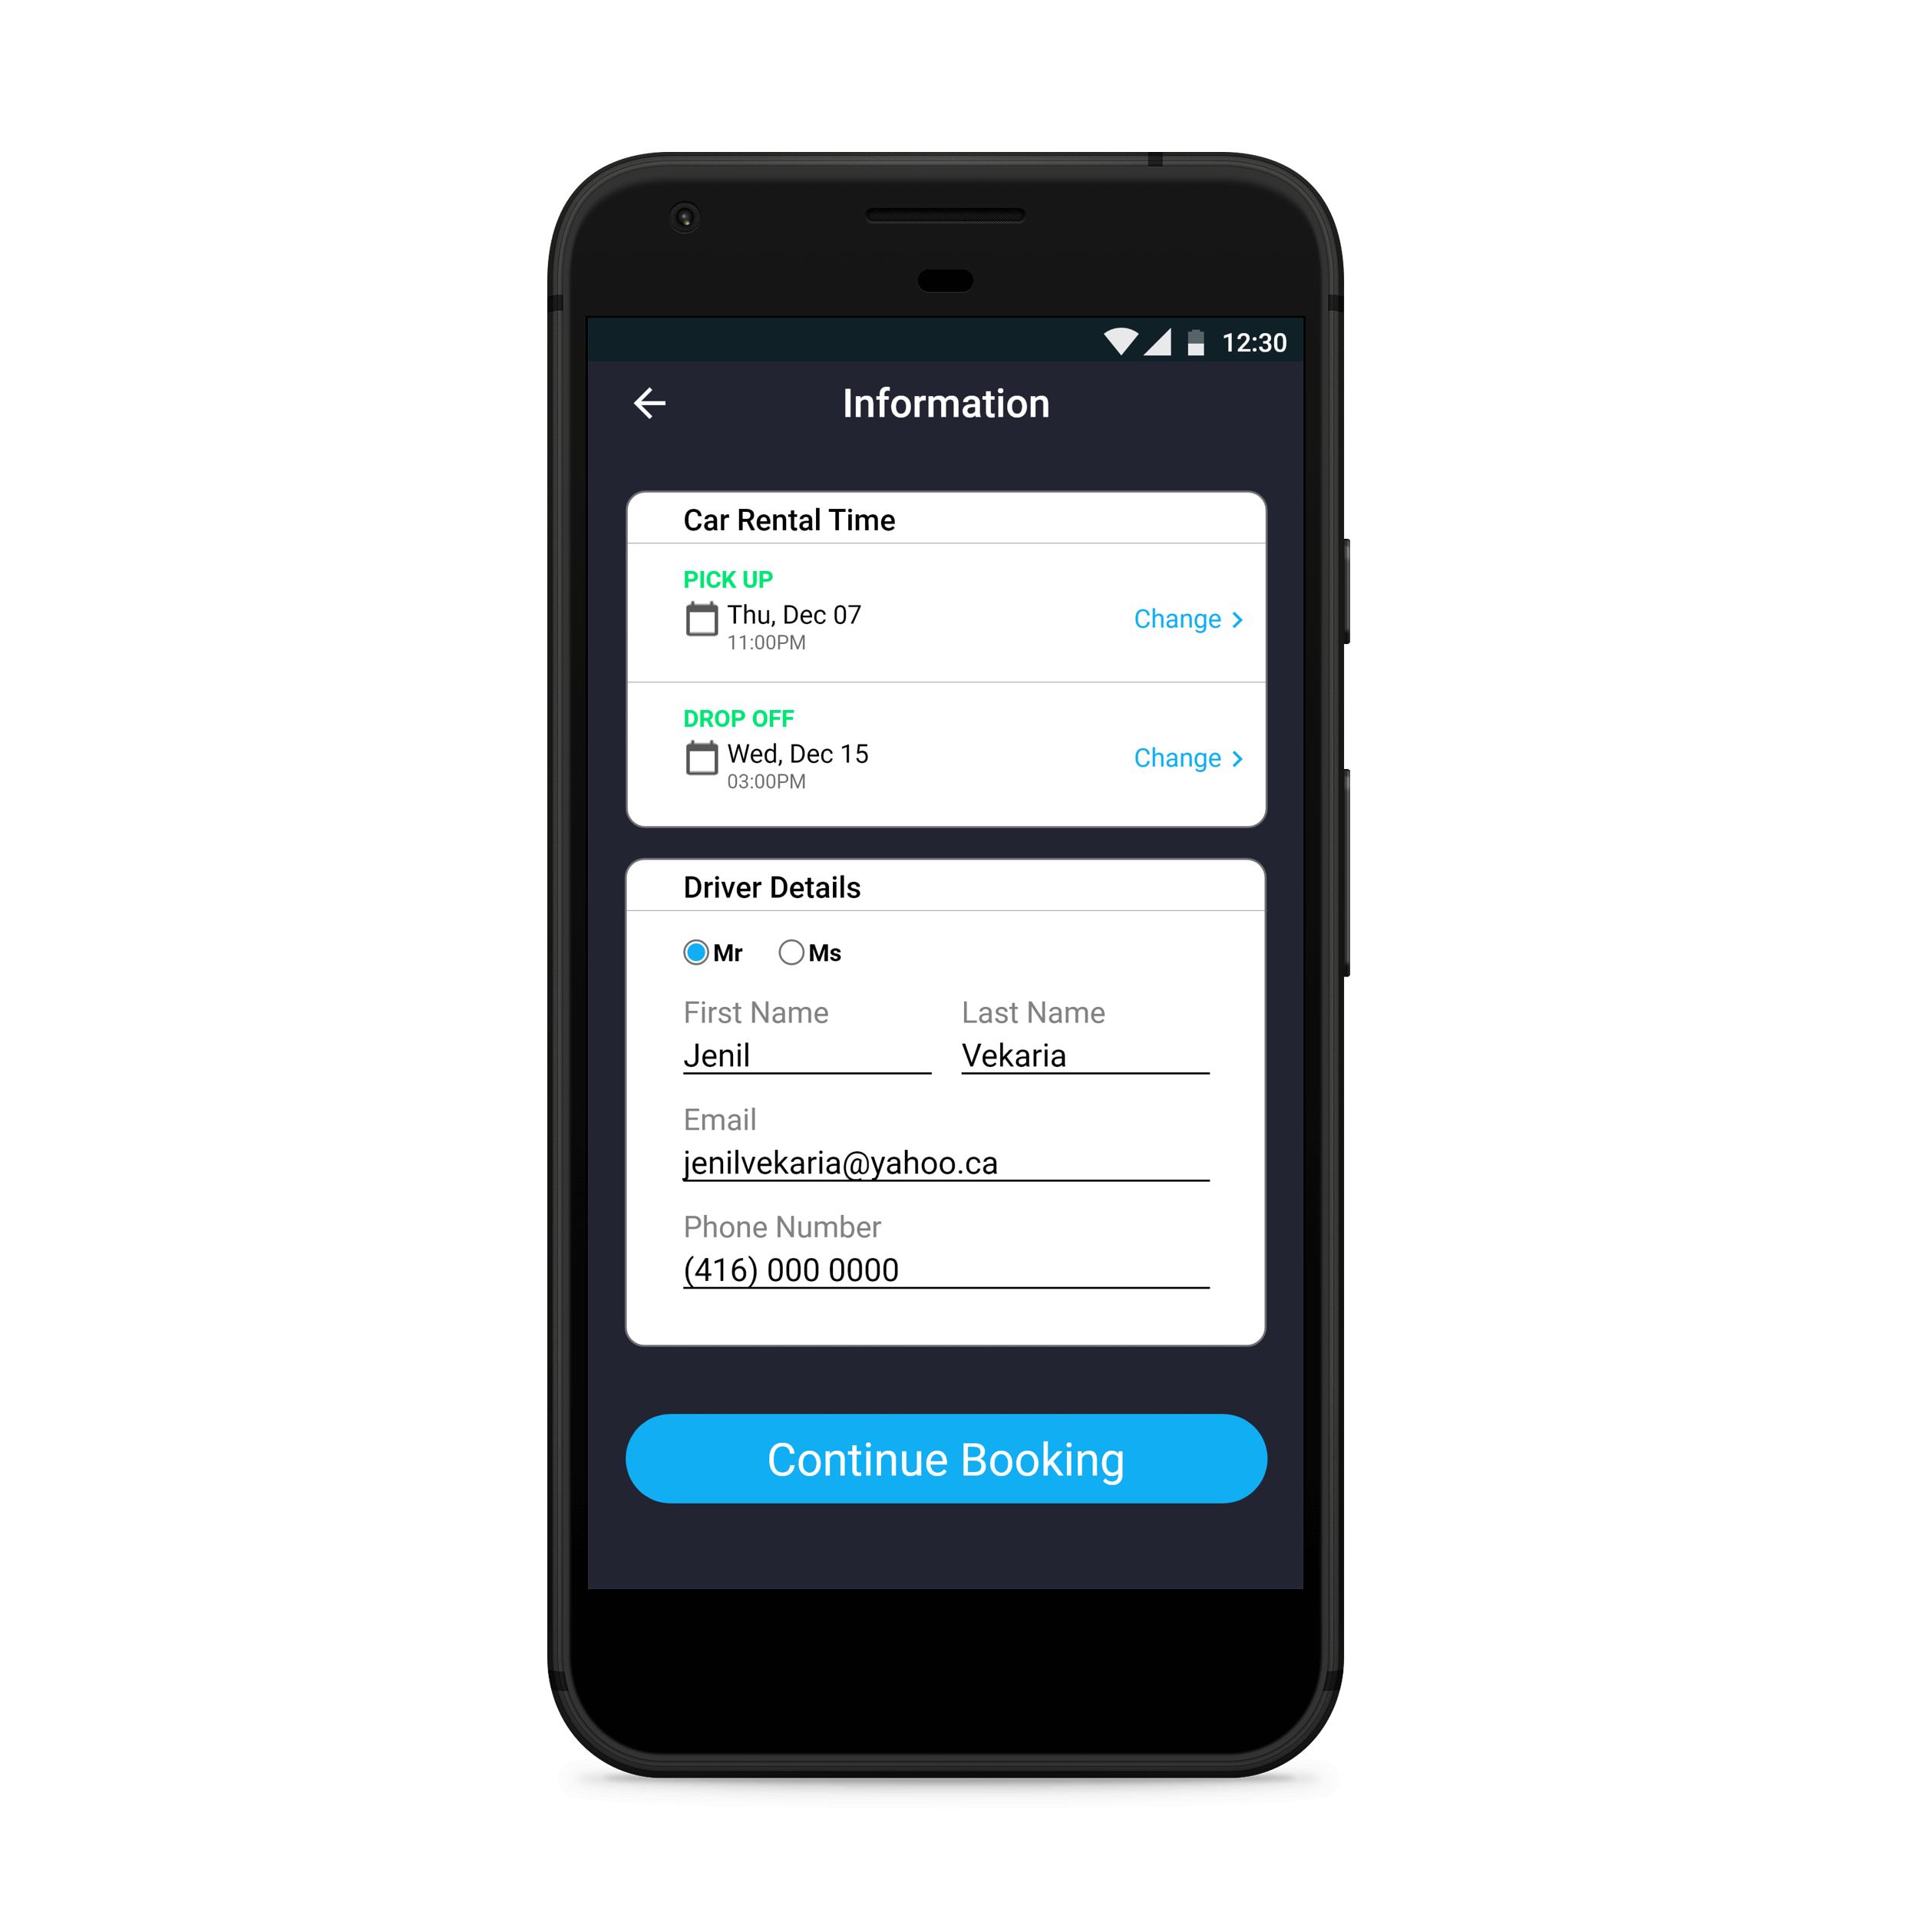 12:30
Information
Car Rental Time
PICK UP
Thu, Dec 07
11:00PM
Change
DROP OFF
Wed, Dec 15
03:00PM
Change
Driver Details
Mr Ms
First Name Last Name
Jenil Vekaria
Email
jenilvekaria@yahoo.ca
Phone Number
(416) 000 0000
Continue Booking